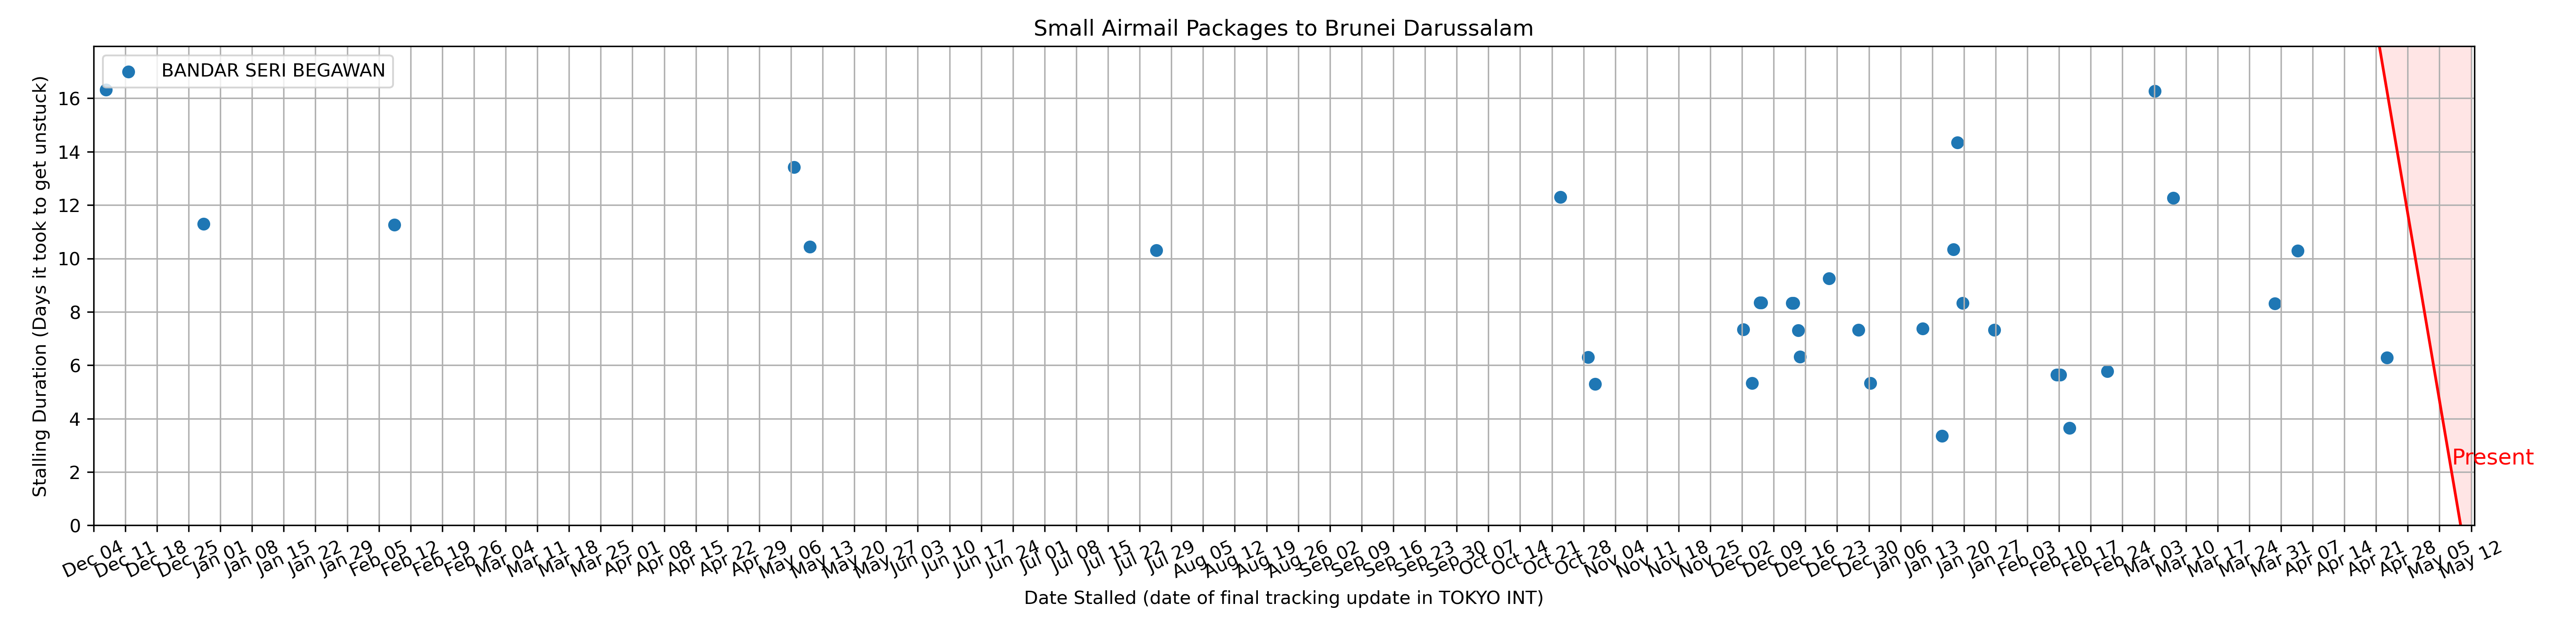 Small Airmail Packages to Brunei Darussalam
BANDAR SERI BEGAWAN
Stalling Duration (Days it took to get unstuck)
16
14
12
10
8
6
4
2
0
Present
Dec 04 Dec 11 Dec 18 Dec 25 Jan 01 Jan 08 Jan 15 Jan 22 Jan 29 Feb 05 Feb 12 Feb 19 Feb 26 Mar 04 Mar 11 Mar 18 Mar 25 Apr 01 Apr 08 Apr 15 Apr 22 Apr 29 May 06 May 13 May 20 May 27 Jun 03 Jun 10 Jun 17 Jun 24 Jul 01 Jul 08 Jul 15 Jul 22 Jul 29 Aug 05 Aug 12 Aug 19 Aug 26 Sep 02 Sep 09 Sep 16 Sep 23 Sep 30 Oct 07 Oct 14 Oct 21 Oct 28 Nov 04 Nov 11 Nov 18 Nov 25 Dec 02 Dec 09 Dec 16 Dec 23 Dec 30 Jan 06 Jan 13 Jan 20 Jan 27 Feb 03 Feb 10 Feb 17 Feb 24 Mar 03 Mar 10 Mar 17 Mar 24 Mar 31 Apr 07 Apr 14 Apr 21 Apr 28 May 05 May 12
Date Stalled (date of final tracking update in TOKYO INT)